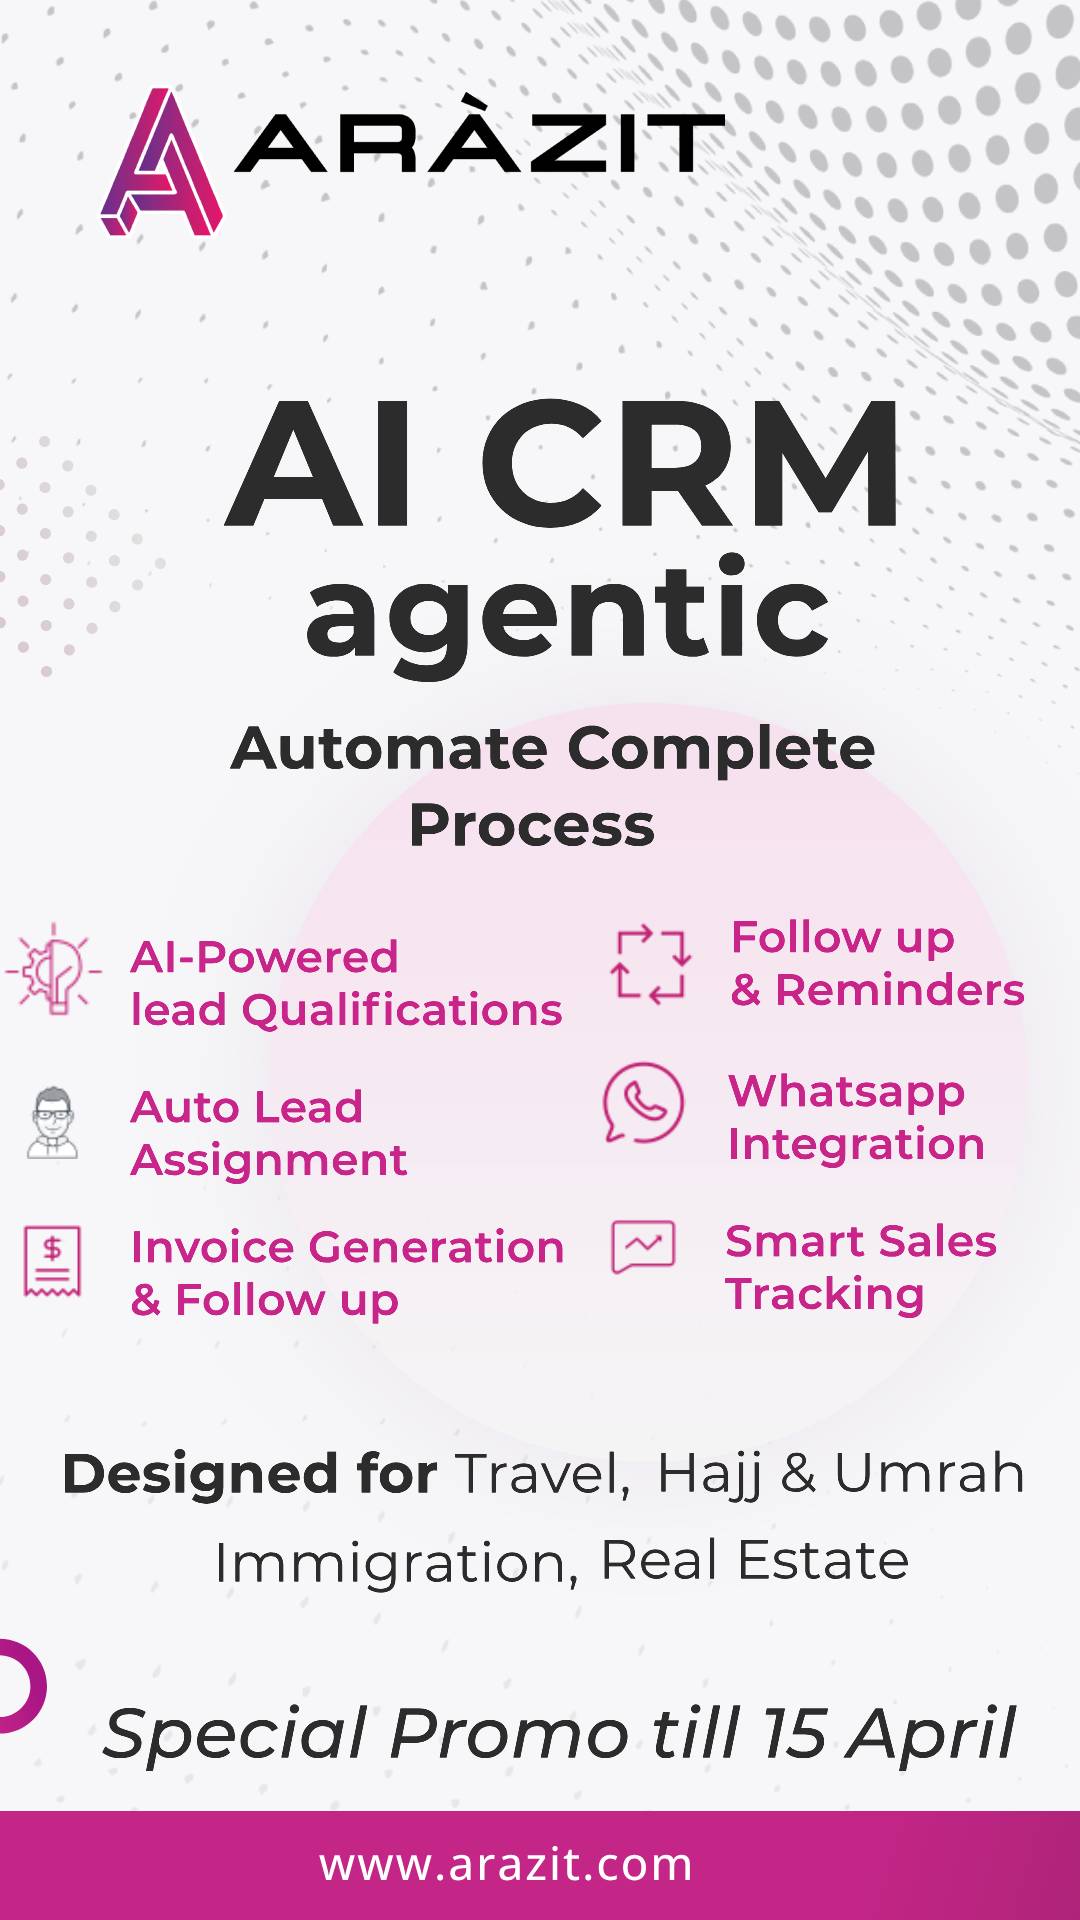 ARÀZIT
AI CRM
agentic
Automate Complete
Process
AI-Powered
lead Qualifications
Follow up
& Reminders
Auto Lead
Assignment
Whatsapp
Integration
Invoice Generation
& Follow up
Smart Sales
Tracking
Designed for Travel, Hajj & Umrah
Immigration, Real Estate
Special Promo till 15 April
www.arazit.com